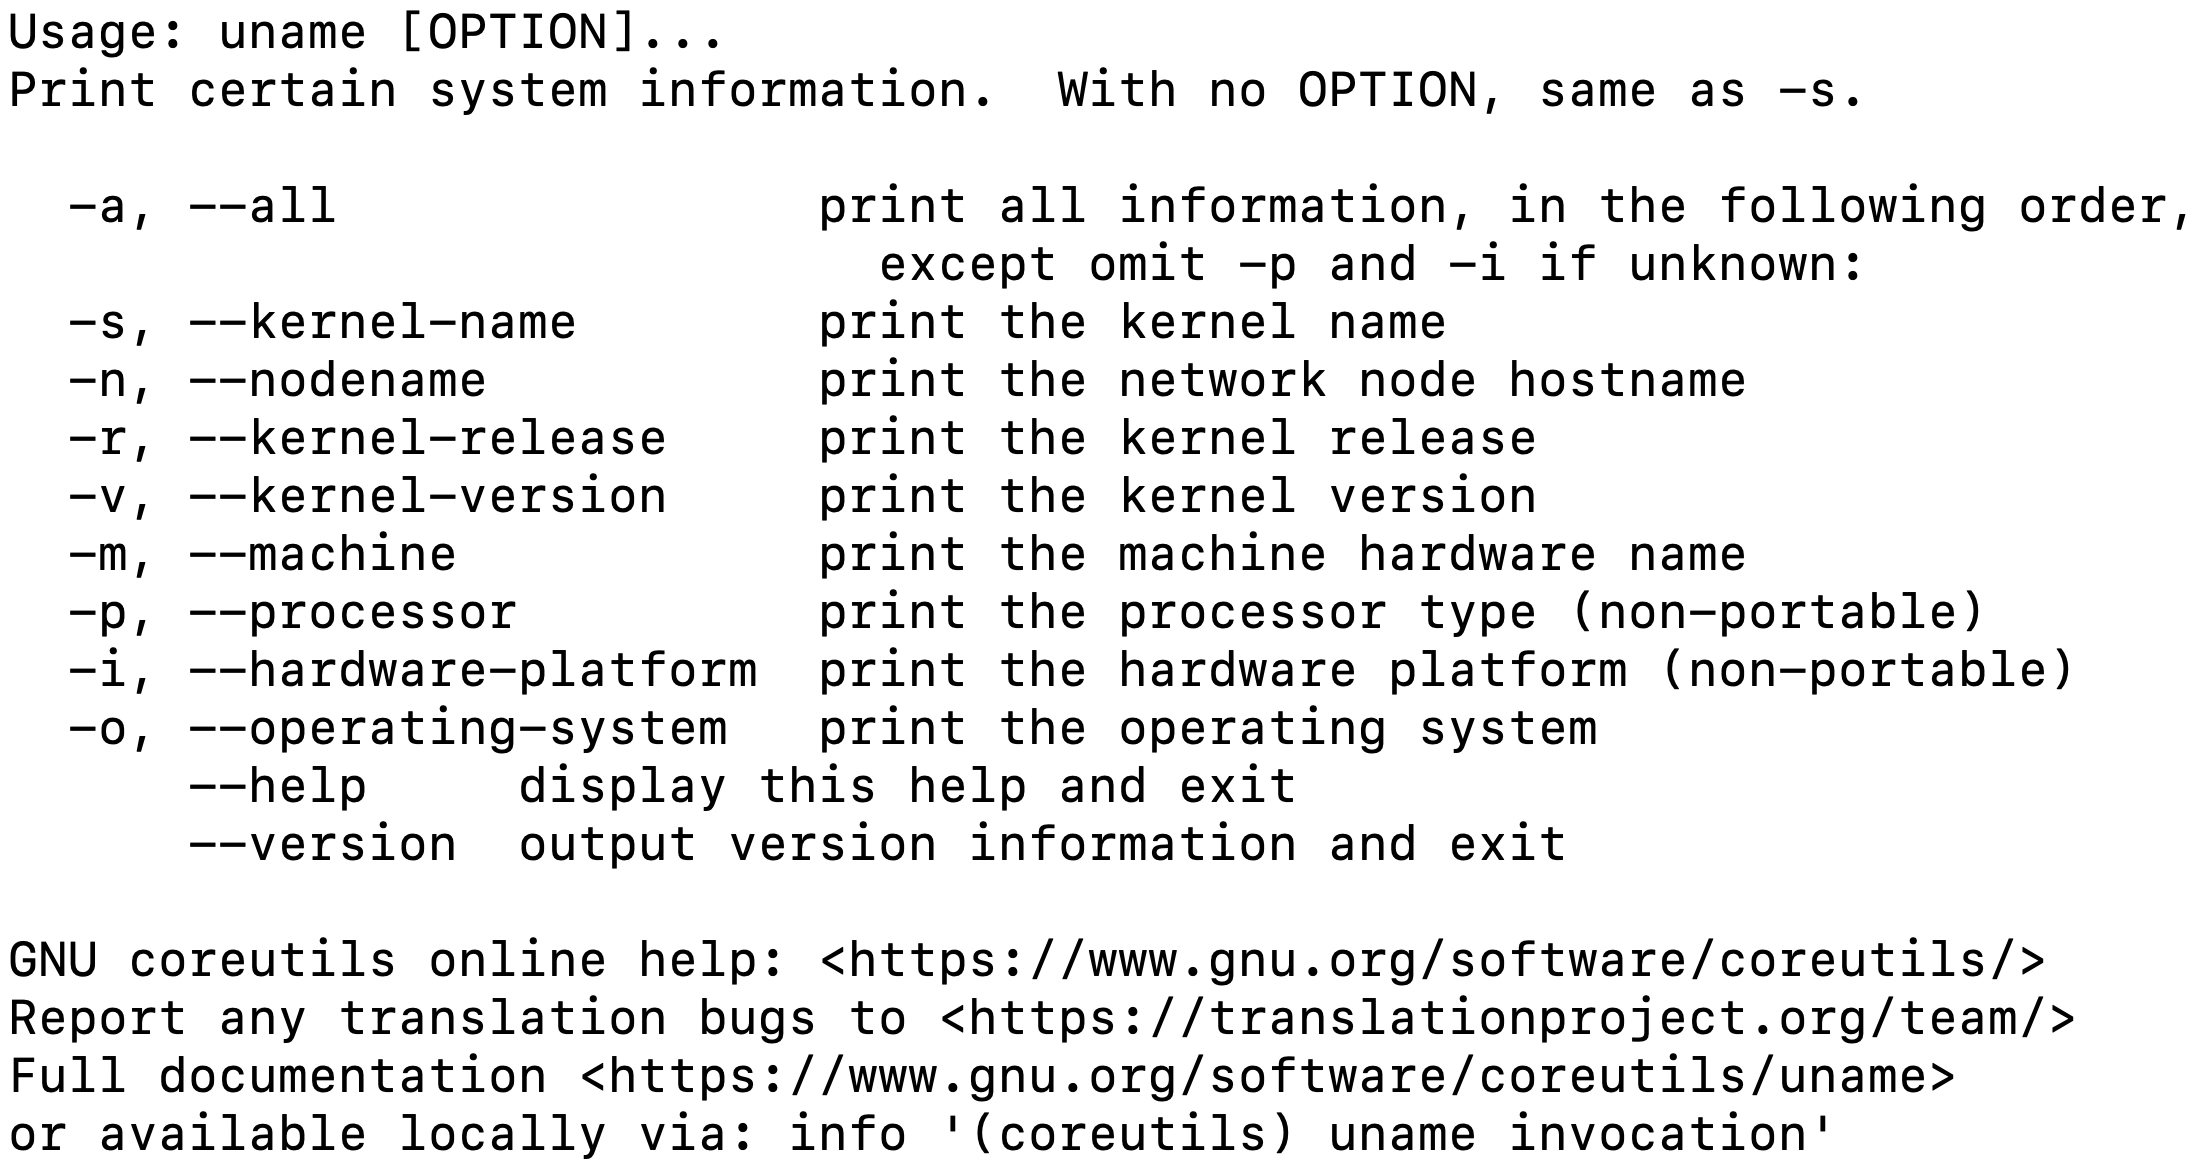 Usage: uname [OPTION]...
Print certain system information.  With no OPTION, same as -s.

  -a, --all                print all information, in the following order,
                             except omit -p and -i if unknown:
  -s, --kernel-name        print the kernel name
  -n, --nodename           print the network node hostname
  -r, --kernel-release     print the kernel release
  -v, --kernel-version     print the kernel version
  -m, --machine            print the machine hardware name
  -p, --processor          print the processor type (non-portable)
  -i, --hardware-platform  print the hardware platform (non-portable)
  -o, --operating-system   print the operating system
      --help     display this help and exit
      --version  output version information and exit

GNU coreutils online help: <https://www.gnu.org/software/coreutils/>
Report any translation bugs to <https://translationproject.org/team/>
Full documentation <https://www.gnu.org/software/coreutils/uname>
or available locally via: info '(coreutils) uname invocation'